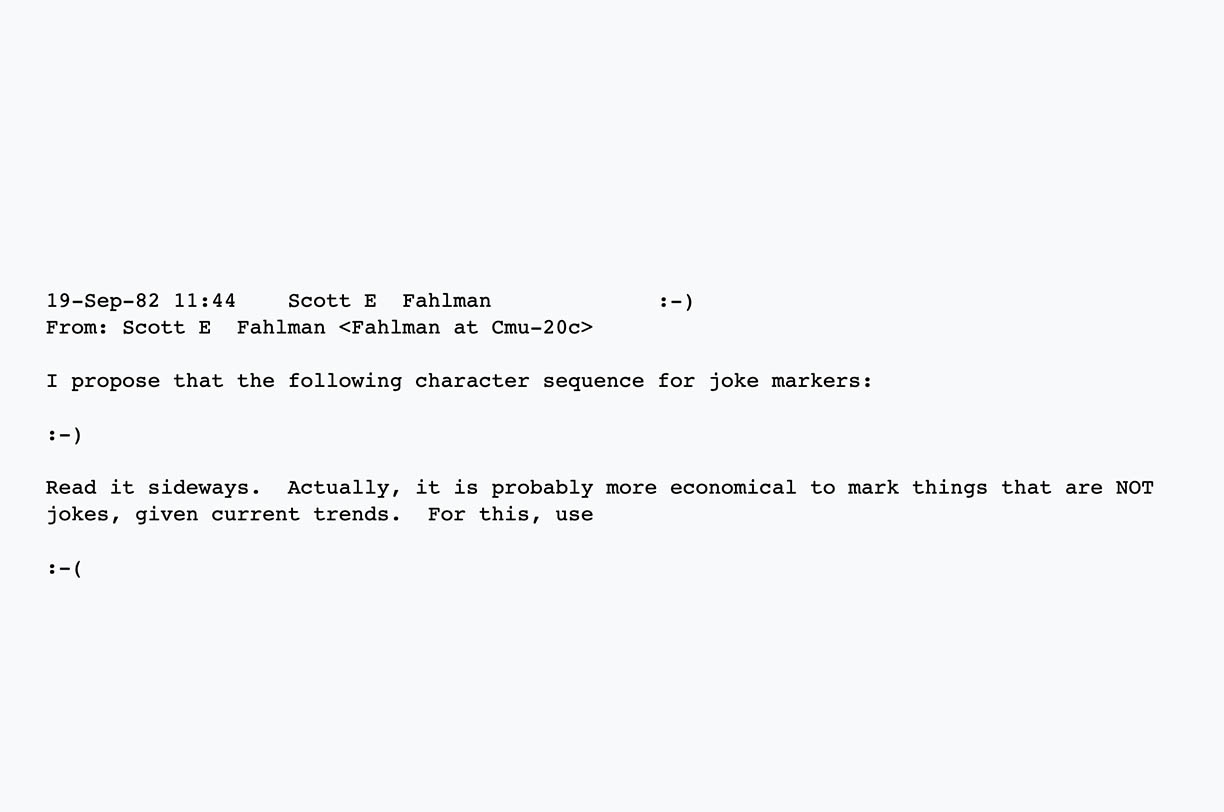 19-Sep-82 11:44    Scott E  Fahlman             :-)
From: Scott E  Fahlman <Fahlman at Cmu-20c>
I propose that the following character sequence for joke markers:
:-)
Read it sideways.  Actually, it is probably more economical to mark things that are NOT
jokes, given current trends.  For this, use
:-(